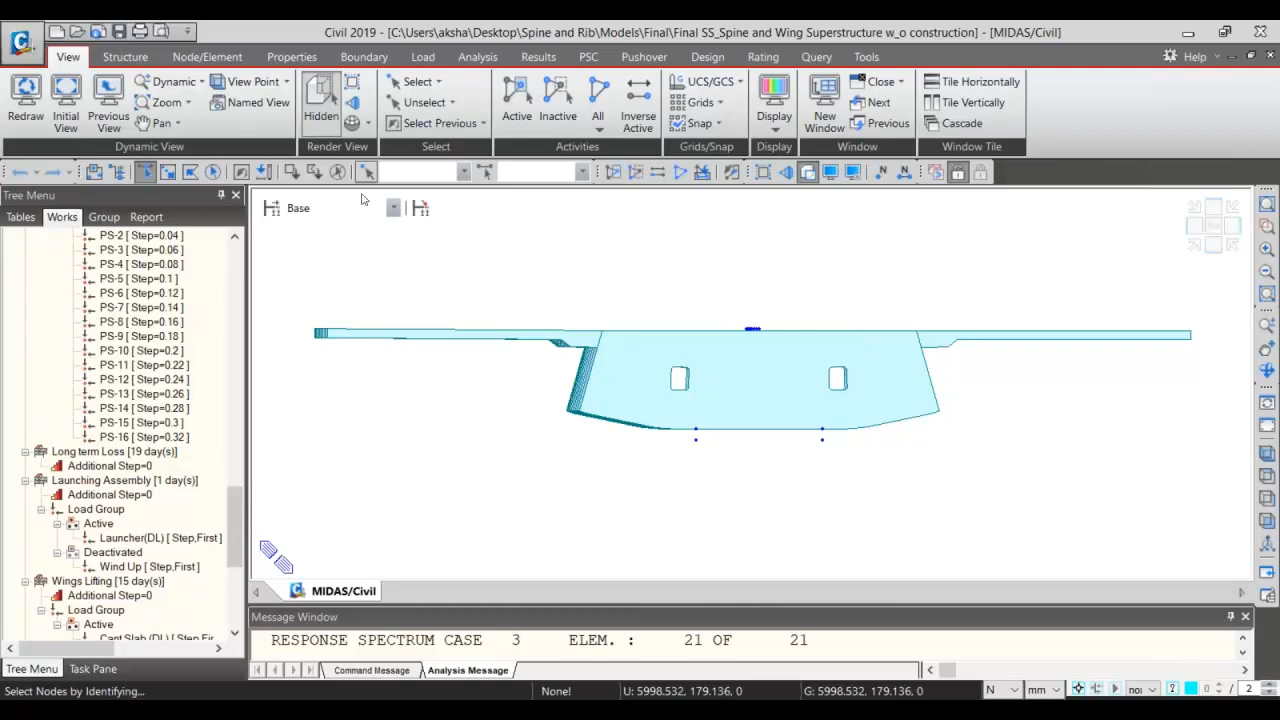 Civil 2019 - [C:\Users\aksha\Desktop\Spine and Rib\Models\Final\Final SS_Spine and Wing Superstructure w_o construction] - [MIDAS/Civil]
View Structure Node/Element Properties Boundary Load Analysis Results PSC Pushover Design Rating Query Tools Help
Redraw Initial View Previous View Dynamic Zoom Pan View Point Named View
Hidden
Select Unselect Select Previous
Active Inactive All Inverse Active
UCS/GCS Grids Snap
Display
New Window Close Next Previous
Tile Horizontally Tile Vertically Cascade
Dynamic View Render View Select Activities Grids/Snap Display Window Window Tile
Tree Menu
Tables Works Group Report
Base
PS-2 [ Step=0.04 ]
PS-3 [ Step=0.06 ]
PS-4 [ Step=0.08 ]
PS-5 [ Step=0.1 ]
PS-6 [ Step=0.12 ]
PS-7 [ Step=0.14 ]
PS-8 [ Step=0.16 ]
PS-9 [ Step=0.18 ]
PS-10 [ Step=0.2 ]
PS-11 [ Step=0.22 ]
PS-12 [ Step=0.24 ]
PS-13 [ Step=0.26 ]
PS-14 [ Step=0.28 ]
PS-15 [ Step=0.3 ]
PS-16 [ Step=0.32 ]
Long term Loss [19 day(s)]
Additional Step=0
Launching Assembly [1 day(s)]
Additional Step=0
Load Group
Active
Launcher(DL) [ Step,First ]
Deactivated
Wind Up [ Step,First ]
Wings Lifting [15 day(s)]
Additional Step=0
Load Group
Active
MIDAS/Civil
Message Window
RESPONSE SPECTRUM CASE 3 ELEM. : 21 OF 21
Command Message Analysis Message
Tree Menu Task Pane
Select Nodes by Identifying... None! U: 5998.532, 179.136, 0 G: 5998.532, 179.136, 0 N mm nor 0 / 2